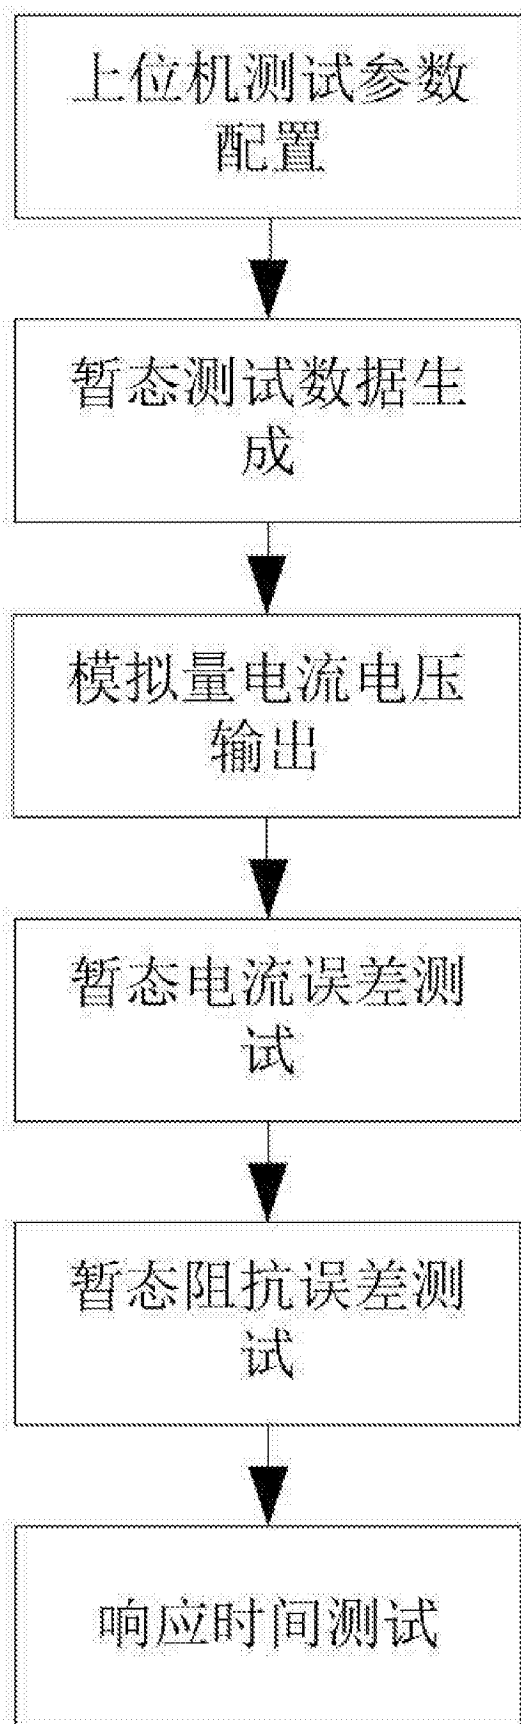 上位机测试参数
配置
暂态测试数据生
成
模拟量电流电压
输出
暂态电流误差测
试
暂态阻抗误差测
试
响应时间测试